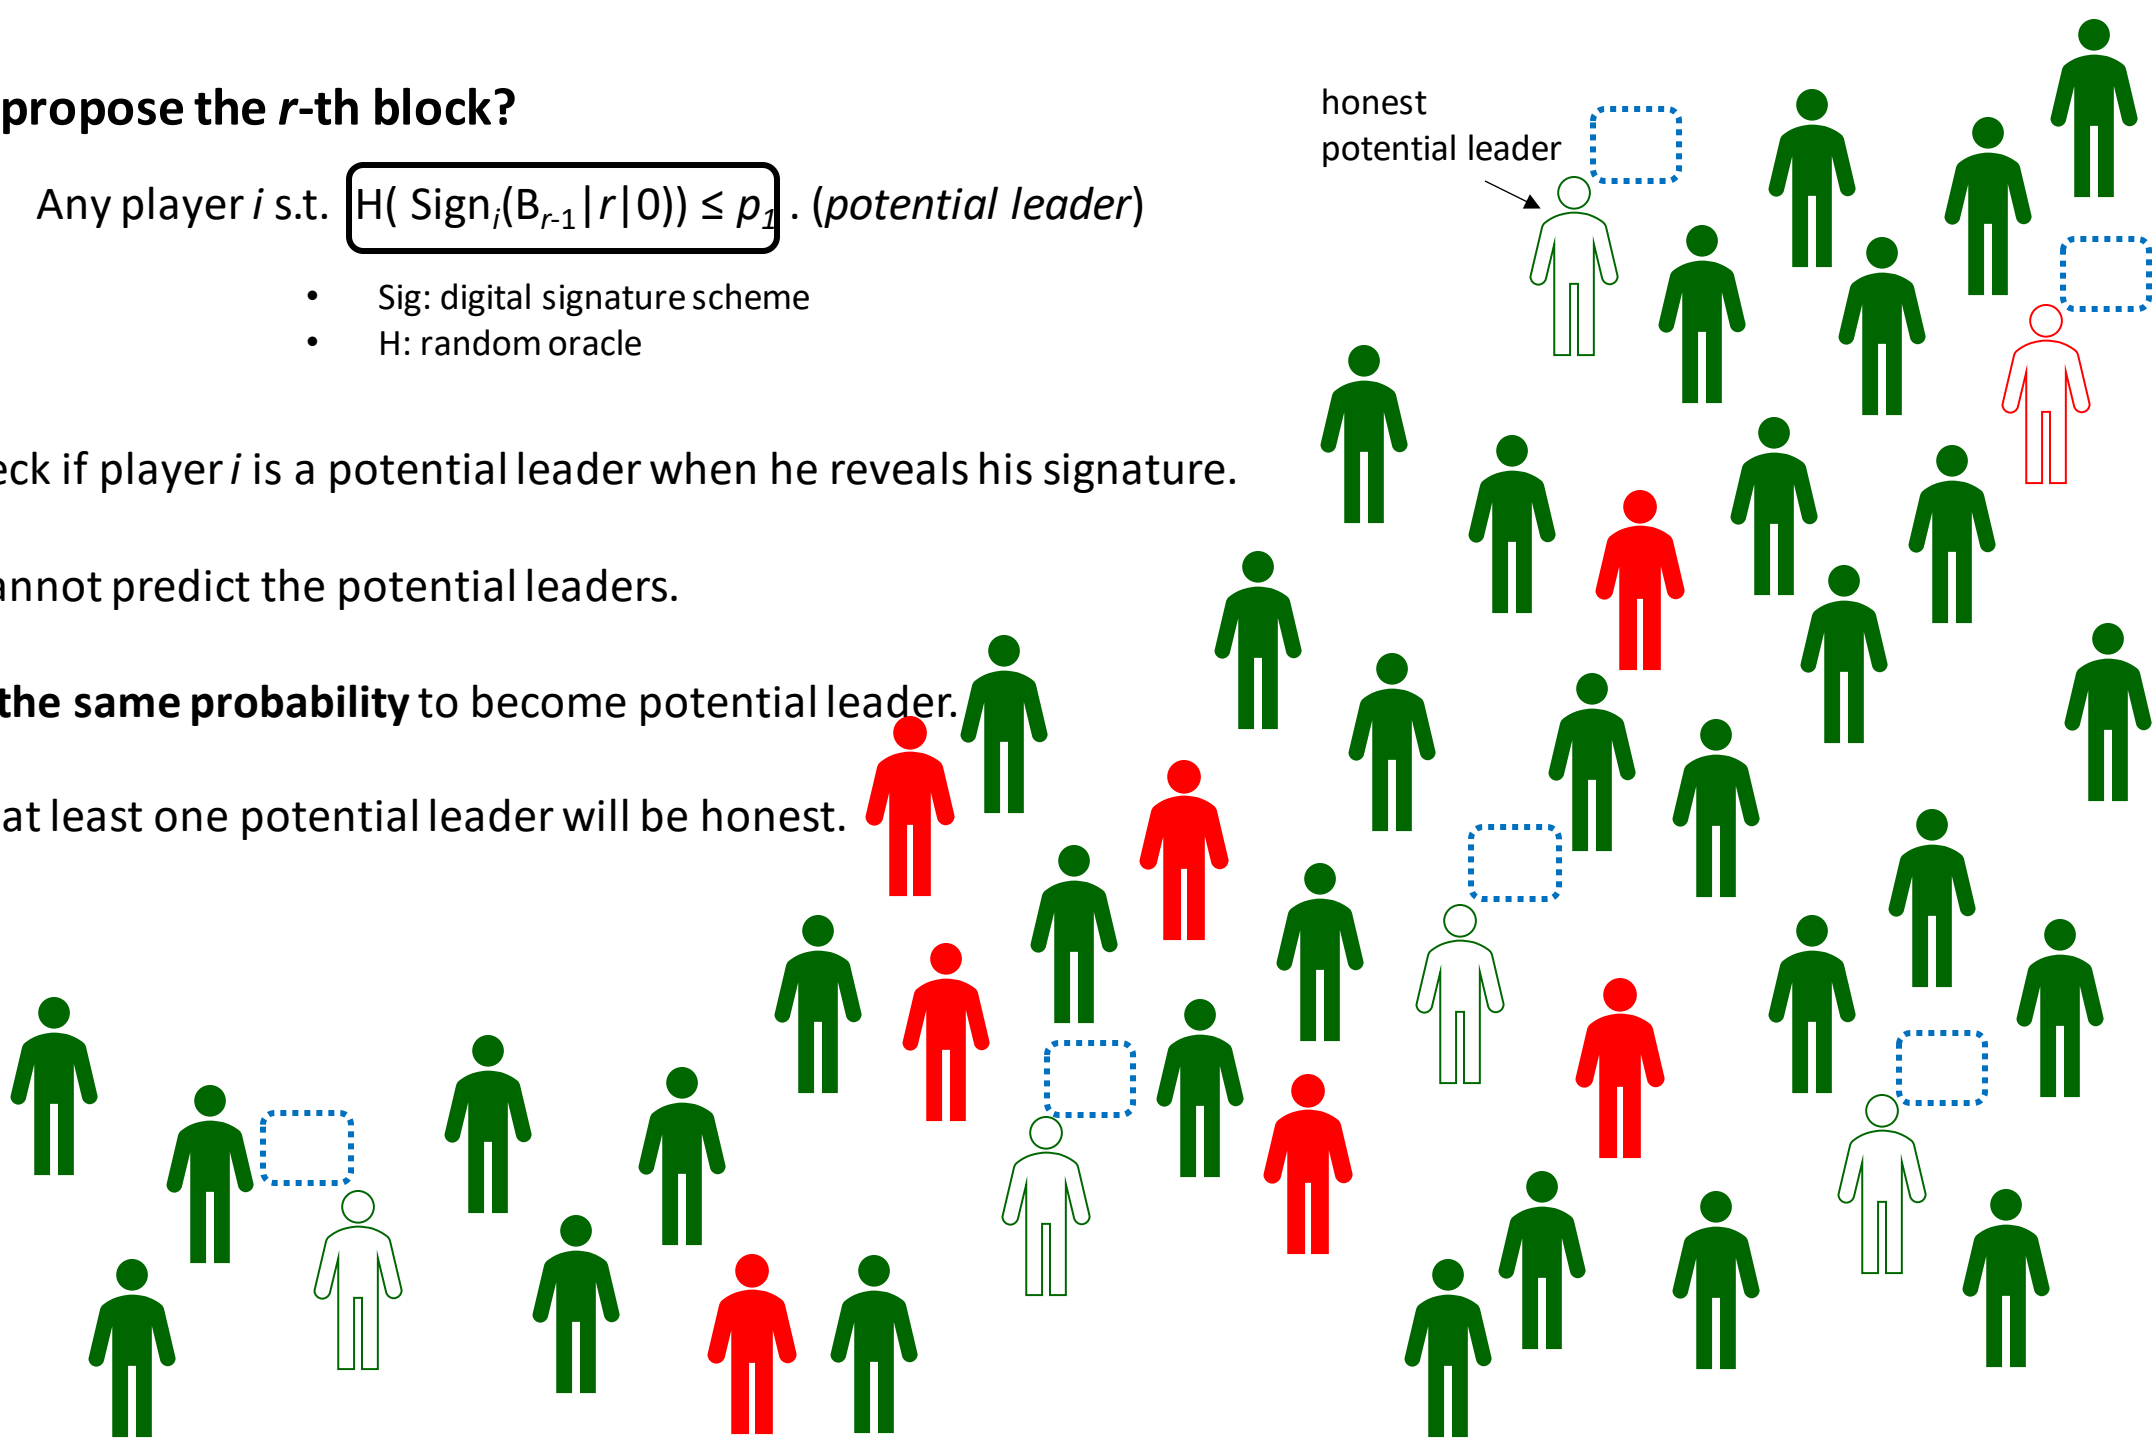 propose the r-th block?
honest
potential leader
Any player i s.t. H( Signᵢ(Bᵣ₋₁|r|0)) ≤ p₁ . (potential leader)
• Sig: digital signature scheme
• H: random oracle
eck if player i is a potential leader when he reveals his signature.
annot predict the potential leaders.
the same probability to become potential leader.
at least one potential leader will be honest.